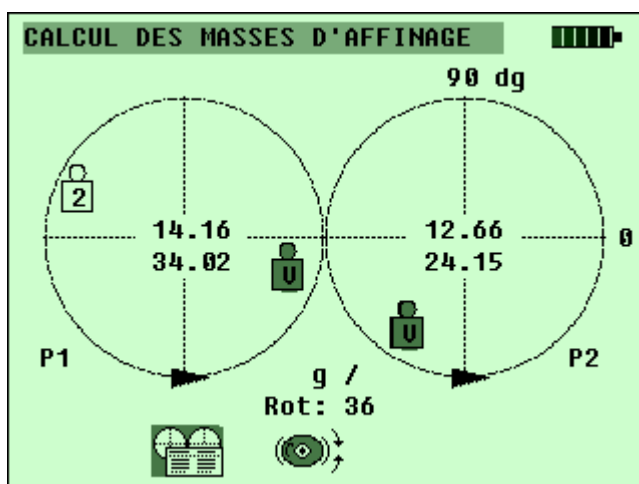 CALCUL DES MASSES D'AFFINAGE
90 dg
2
14.16
12.66
0
34.02
V
24.15
V
P1
P2
g /
Rot: 36